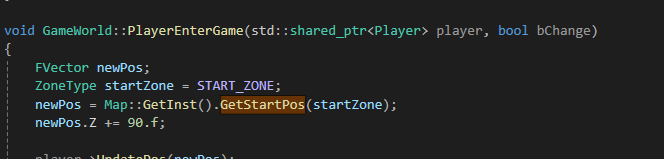 void GameWorld::PlayerEnterGame(std::shared_ptr<Player> player, bool bChange)
{
FVector newPos;
ZoneType startZone = START_ZONE;
newPos = Map::GetInst().GetStartPos(startZone);
newPos.Z += 90.f;
player->UpdatePos(newPos);